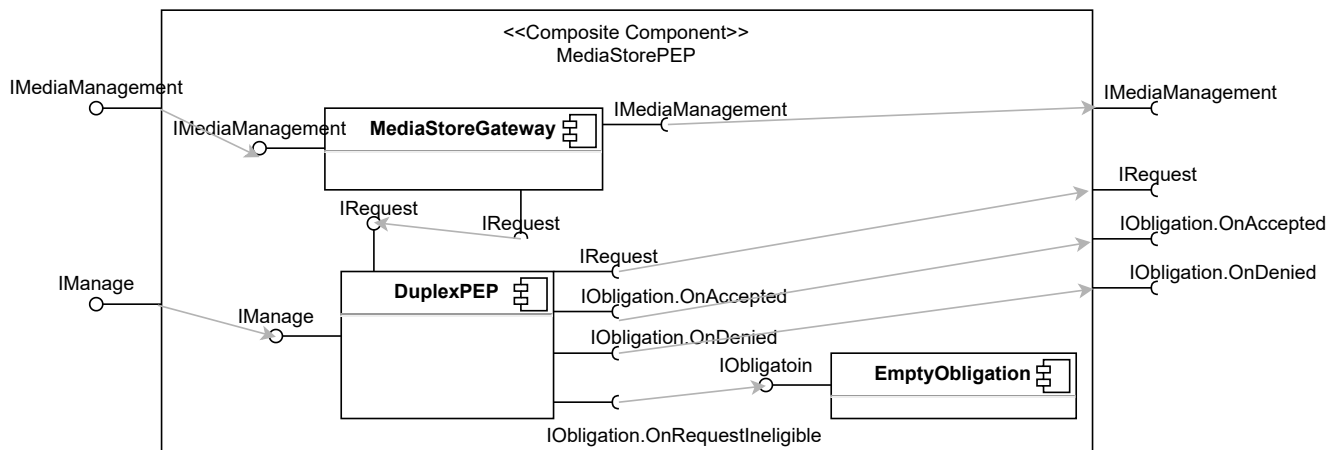 <<Composite Component>>
MediaStorePEP
IMediaManagement
IMediaManagement
IMediaManagement
IMediaManagement
MediaStoreGateway
IRequest
IRequest
IRequest
IObligation.OnAccepted
IRequest
IObligation.OnDenied
IManage
DuplexPEP
IObligation.OnAccepted
IManage
IObligation.OnDenied
IObligatoin
EmptyObligation
IObligation.OnRequestIneligible